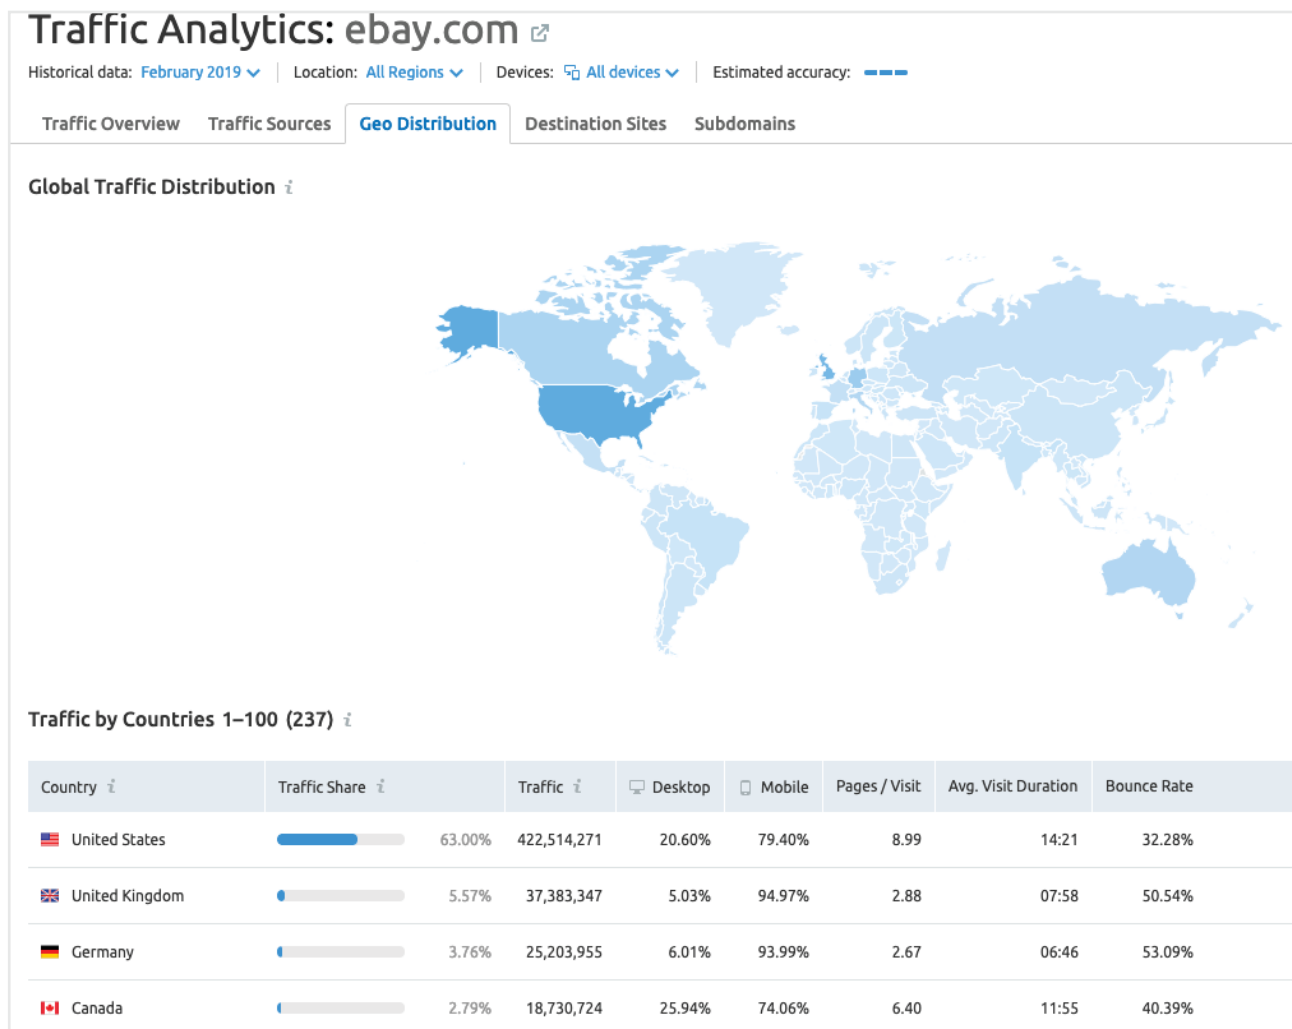 Traffic Analytics: ebay.com
Historical data: February 2019 Location: All Regions Devices: All devices Estimated accuracy:
Traffic Overview Traffic Sources Geo Distribution Destination Sites Subdomains
Global Traffic Distribution i
Traffic by Countries 1–100 (237) i
Country i Traffic Share i Traffic i Desktop Mobile Pages / Visit Avg. Visit Duration Bounce Rate
United States 63.00% 422,514,271 20.60% 79.40% 8.99 14:21 32.28%
United Kingdom 5.57% 37,383,347 5.03% 94.97% 2.88 07:58 50.54%
Germany 3.76% 25,203,955 6.01% 93.99% 2.67 06:46 53.09%
Canada 2.79% 18,730,724 25.94% 74.06% 6.40 11:55 40.39%